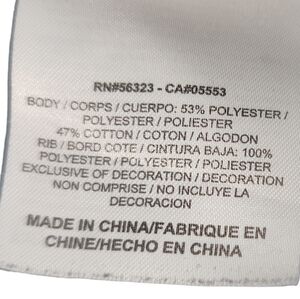 RN#56323 - CA#05553
BODY / CORPS / CUERPO: 53% POLYESTER /
POLYESTER / POLIESTER
47% COTTON / COTON / ALGODON
RIB / BORD COTE / CINTURA BAJA: 100%
POLYESTER / POLYESTER / POLIESTER
EXCLUSIVE OF DECORATION / DECORATION
NON COMPRISE / NO INCLUYE LA
DECORACION
MADE IN CHINA/FABRIQUE EN
CHINE/HECHO EN CHINA